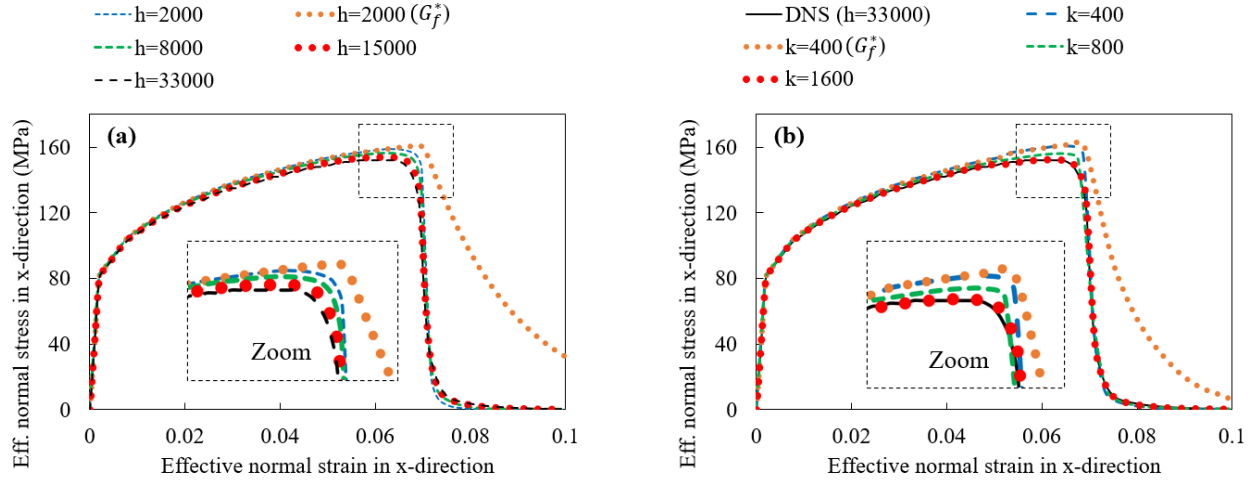 h=2000
h=2000 (G_f^*)
h=8000
h=15000
h=33000
DNS (h=33000)
k=400
k=400 (G_f^*)
k=800
k=1600
(a)
Eff. normal stress in x-direction (MPa)
160
120
80
40
0
Zoom
0
0.02
0.04
0.06
0.08
0.1
Effective normal strain in x-direction
(b)
Eff. normal stress in x-direction (MPa)
160
120
80
40
0
Zoom
0
0.02
0.04
0.06
0.08
0.1
Effective normal strain in x-direction